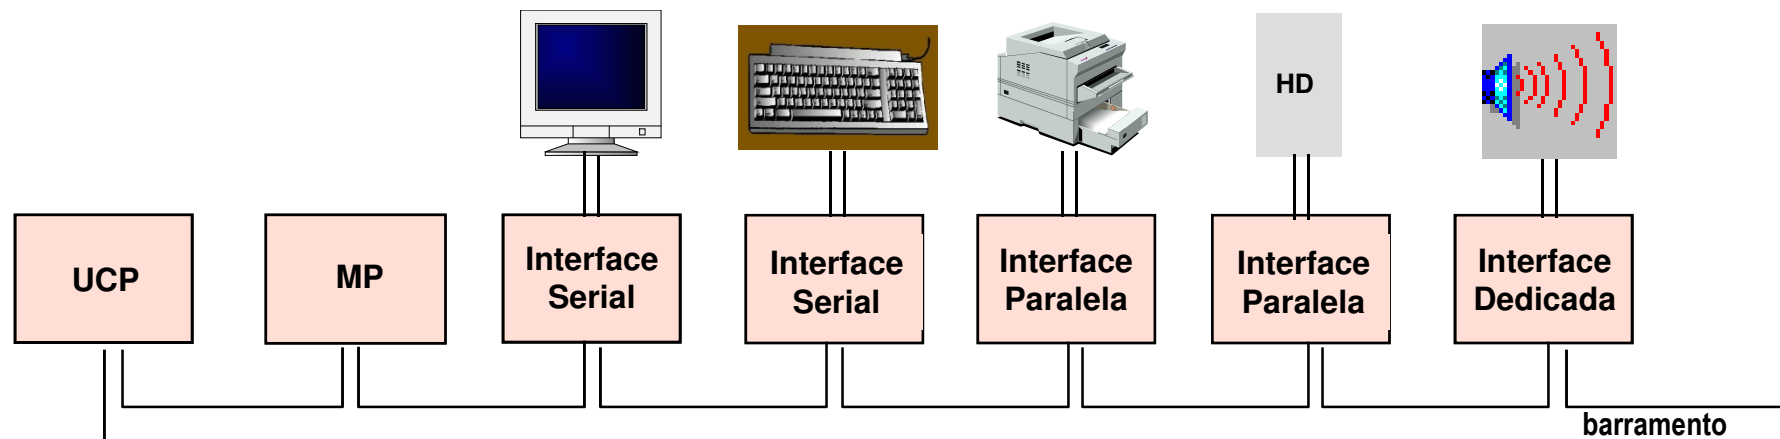 HD
UCP
MP
Interface
Serial
Interface
Serial
Interface
Paralela
Interface
Paralela
Interface
Dedicada
barramento